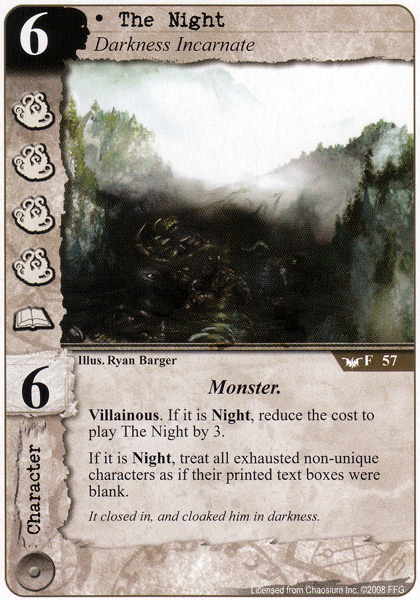 6
• The Night
Darkness Incarnate
Illus. Ryan Barger
F 57
6
Monster.
Villainous. If it is Night, reduce the cost to
play The Night by 3.
If it is Night, treat all exhausted non-unique
characters as if their printed text boxes were
blank.
It closed in, and cloaked him in darkness.
Character
Licensed from Chaosium Inc. ©2008 FFG